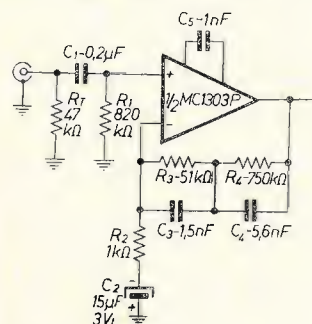 C5-1nF
C1-0,2µF
+
½MC1303P
−
RT
47
kΩ
R1
820
kΩ
R3-51kΩ
R4-750kΩ
R2
1kΩ
C3-1,5nF
C4-5,6nF
C2
15µF
3Vt
−
+